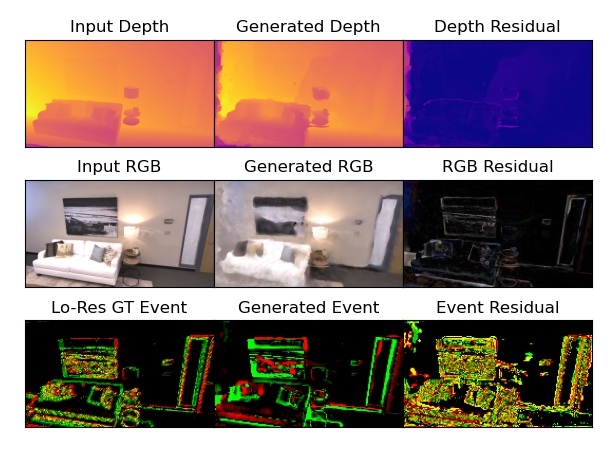 Input Depth
Generated Depth
Depth Residual
Input RGB
Generated RGB
RGB Residual
Lo-Res GT Event
Generated Event
Event Residual